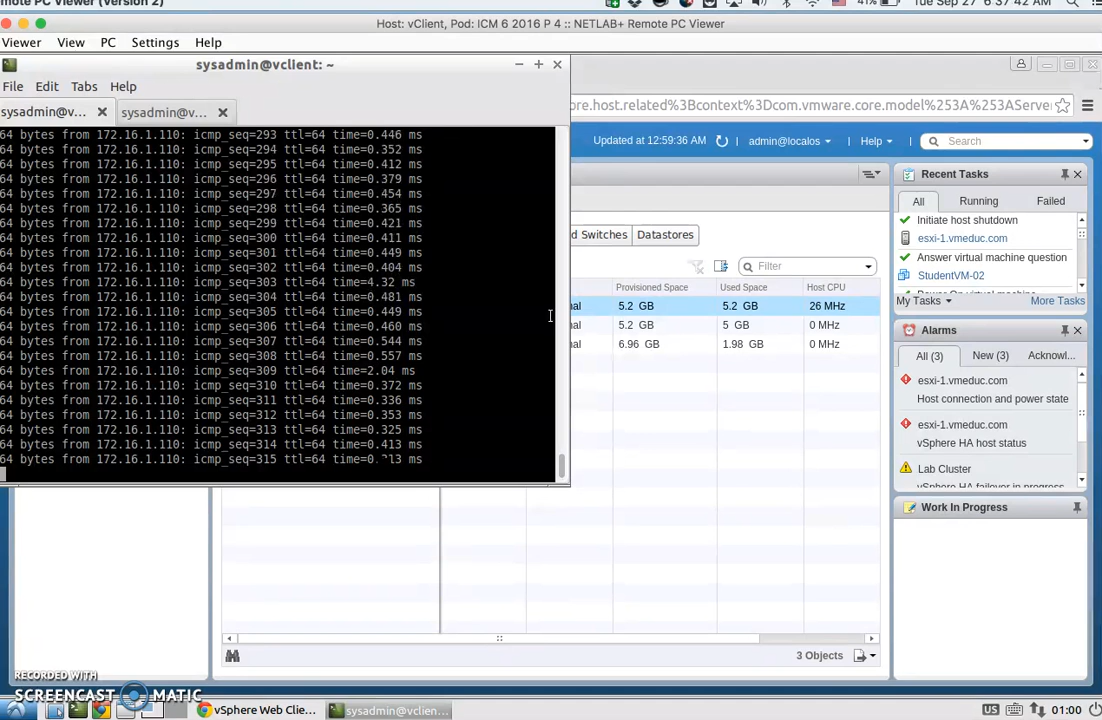 mote PC Viewer (Version 2)
41%
Tue Sep 27 6:37:42 AM
Host: vClient, Pod: ICM 6 2016 P 4 :: NETLAB+ Remote PC Viewer
Viewer View PC Settings Help
sysadmin@vclient: ~
File Edit Tabs Help
sysadmin@v... sysadmin@v...
64 bytes from 172.16.1.110: icmp_seq=293 ttl=64 time=0.446 ms
64 bytes from 172.16.1.110: icmp_seq=294 ttl=64 time=0.352 ms
64 bytes from 172.16.1.110: icmp_seq=295 ttl=64 time=0.412 ms
64 bytes from 172.16.1.110: icmp_seq=296 ttl=64 time=0.379 ms
64 bytes from 172.16.1.110: icmp_seq=297 ttl=64 time=0.454 ms
64 bytes from 172.16.1.110: icmp_seq=298 ttl=64 time=0.365 ms
64 bytes from 172.16.1.110: icmp_seq=299 ttl=64 time=0.421 ms
64 bytes from 172.16.1.110: icmp_seq=300 ttl=64 time=0.411 ms
64 bytes from 172.16.1.110: icmp_seq=301 ttl=64 time=0.449 ms
64 bytes from 172.16.1.110: icmp_seq=302 ttl=64 time=0.404 ms
64 bytes from 172.16.1.110: icmp_seq=303 ttl=64 time=4.32 ms
64 bytes from 172.16.1.110: icmp_seq=304 ttl=64 time=0.481 ms
64 bytes from 172.16.1.110: icmp_seq=305 ttl=64 time=0.449 ms
64 bytes from 172.16.1.110: icmp_seq=306 ttl=64 time=0.460 ms
64 bytes from 172.16.1.110: icmp_seq=307 ttl=64 time=0.544 ms
64 bytes from 172.16.1.110: icmp_seq=308 ttl=64 time=0.557 ms
64 bytes from 172.16.1.110: icmp_seq=309 ttl=64 time=2.04 ms
64 bytes from 172.16.1.110: icmp_seq=310 ttl=64 time=0.372 ms
64 bytes from 172.16.1.110: icmp_seq=311 ttl=64 time=0.336 ms
64 bytes from 172.16.1.110: icmp_seq=312 ttl=64 time=0.353 ms
64 bytes from 172.16.1.110: icmp_seq=313 ttl=64 time=0.325 ms
64 bytes from 172.16.1.110: icmp_seq=314 ttl=64 time=0.413 ms
64 bytes from 172.16.1.110: icmp_seq=315 ttl=64 ms
ore.host.related%3Bcontext%3Dcom.vmware.core.model%253A%253AServer
Updated at 12:59:36 AM admin@localos Help Search
d Switches Datastores
Filter
Provisioned Space Used Space Host CPU
nal 5.2 GB 5.2 GB 26 MHz
nal 5.2 GB 5 GB 0 MHz
nal 6.96 GB 1.98 GB 0 MHz
3 Objects
Recent Tasks
All Running Failed
Initiate host shutdown
esxi-1.vmeduc.com
Answer virtual machine question
StudentVM-02
My Tasks More Tasks
Alarms
All (3) New (3) Acknowl...
esxi-1.vmeduc.com
Host connection and power state
esxi-1.vmeduc.com
vSphere HA host status
Lab Cluster
vSphere HA failover in progress
Work In Progress
RECORDED WITH
SCREENCAST MATIC
vSphere Web Clie... sysadmin@vclien... US 01:00